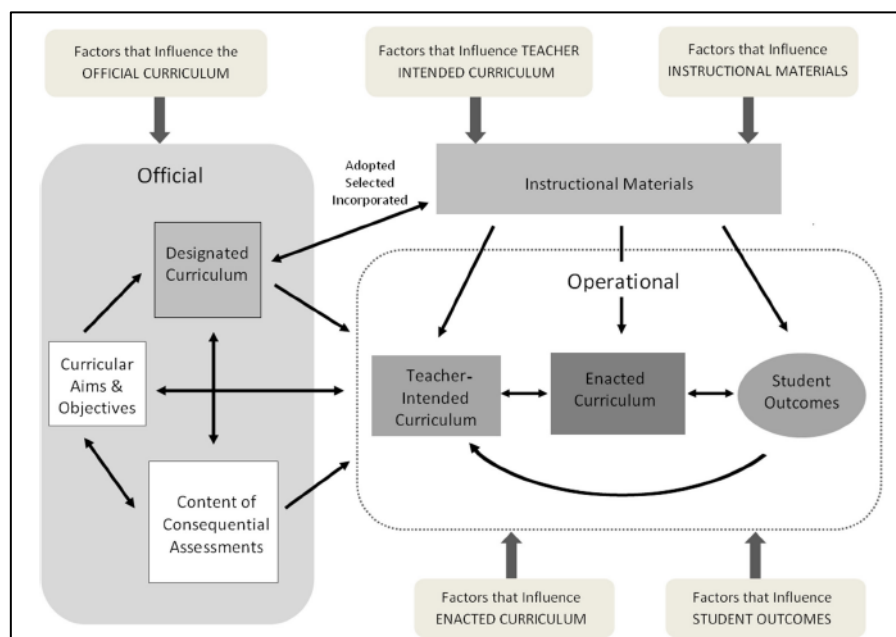 Factors that Influence the
OFFICIAL CURRICULUM
Factors that Influence TEACHER
INTENDED CURRICULUM
Factors that Influence
INSTRUCTIONAL MATERIALS
Official
Adopted
Selected
Incorporated
Instructional Materials
Designated
Curriculum
Operational
Curricular
Aims &
Objectives
Teacher-
Intended
Curriculum
Enacted
Curriculum
Student
Outcomes
Content of
Consequential
Assessments
Factors that Influence
ENACTED CURRICULUM
Factors that Influence
STUDENT OUTCOMES